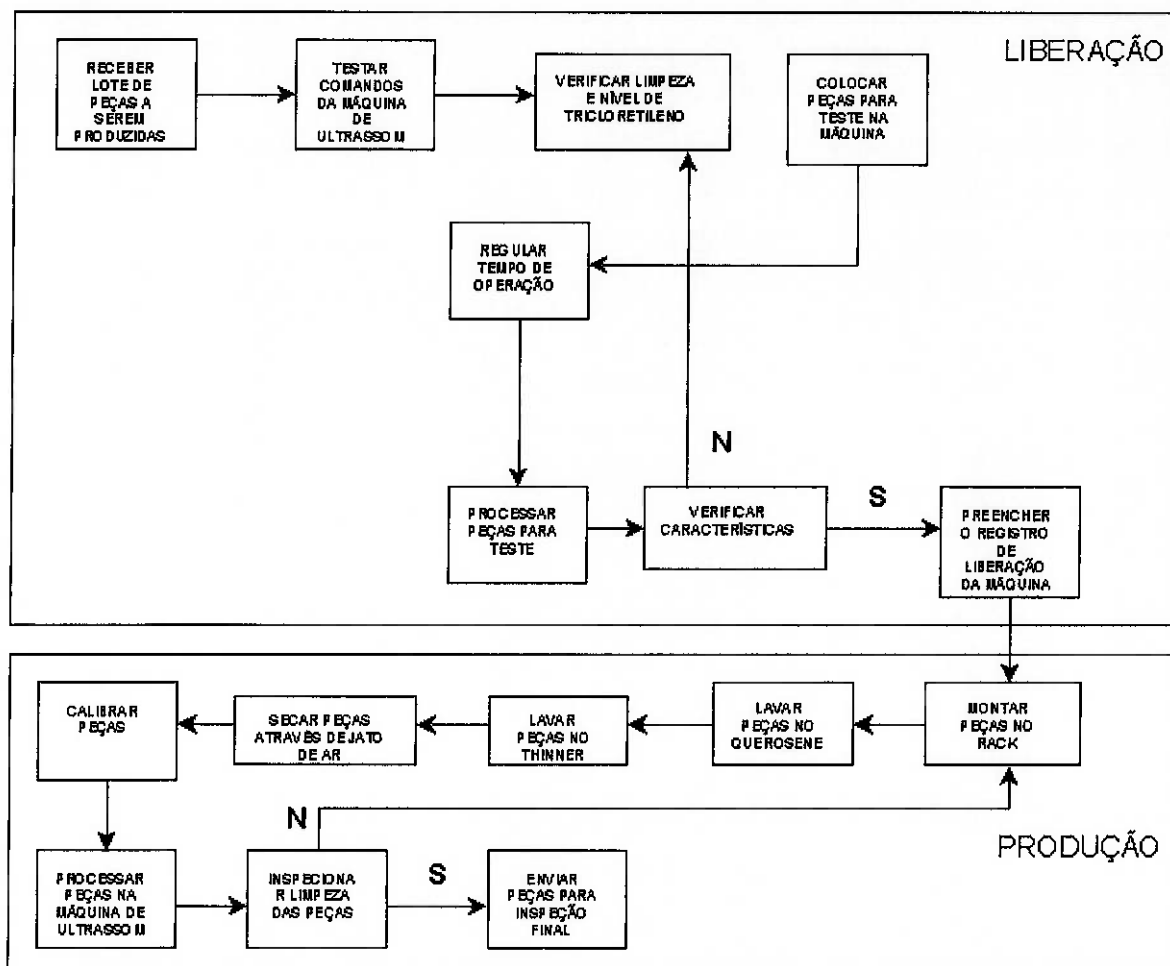 LIBERAÇÃO
RECEBER
LOTE DE
PEÇAS A
SEREM
PRODUZIDAS
TESTAR
COMANDOS
DA MÁQUINA
DE
ULTRASSOM
VERIFICAR LIMPEZA
E NÍVEL DE
TRICLORETILENO
COLOCAR
PEÇAS PARA
TESTE NA
MÁQUINA
REGULAR
TEMPO DE
OPERAÇÃO
N
PROCESSAR
PEÇAS PARA
TESTE
VERIFICAR
CARACTERÍSTICAS
S
PREENCHER
O REGISTRO
DE
LIBERAÇÃO
DA MÁQUINA
CALIBRAR
PEÇAS
SECAR PEÇAS
ATRAVÉS DE JATO
DE AR
LAVAR
PEÇAS NO
THINNER
LAVAR
PEÇAS NO
QUEROSENE
MONTAR
PEÇAS NO
RACK
N
PRODUÇÃO
PROCESSAR
PEÇAS NA
MÁQUINA DE
ULTRASSOM
INSPECIONA
R LIMPEZA
DAS PEÇAS
S
ENVIAR
PEÇAS PARA
INSPEÇÃO
FINAL